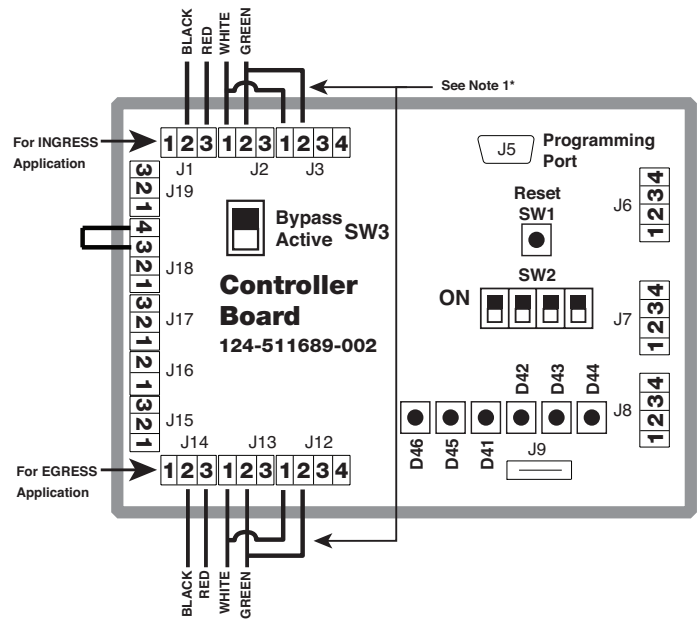 BLACK
RED
WHITE
GREEN
See Note 1*
For INGRESS
Application
1 2 3 1 2 3 1 2 3 4
J1 J2 J3
J5
Programming
Port
3 2 1
J19
4 3 2 1
J18
3 2 1
J17
2 1
J16
3 2 1
J15
Bypass
Active
SW3
Controller
Board
124-511689-002
Reset
SW1
SW2
ON
J6
4 3 2 1
J7
4 3 2 1
J8
4 3 2 1
D42
D43
D44
D46
D45
D41
J9
J14 J13 J12
For EGRESS
Application
1 2 3 1 2 3 1 2 3 4
BLACK
RED
WHITE
GREEN